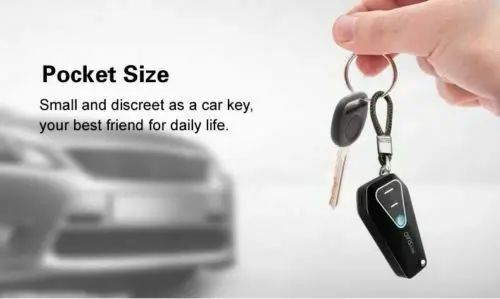 Pocket Size
Small and discreet as a car key,
your best friend for daily life.